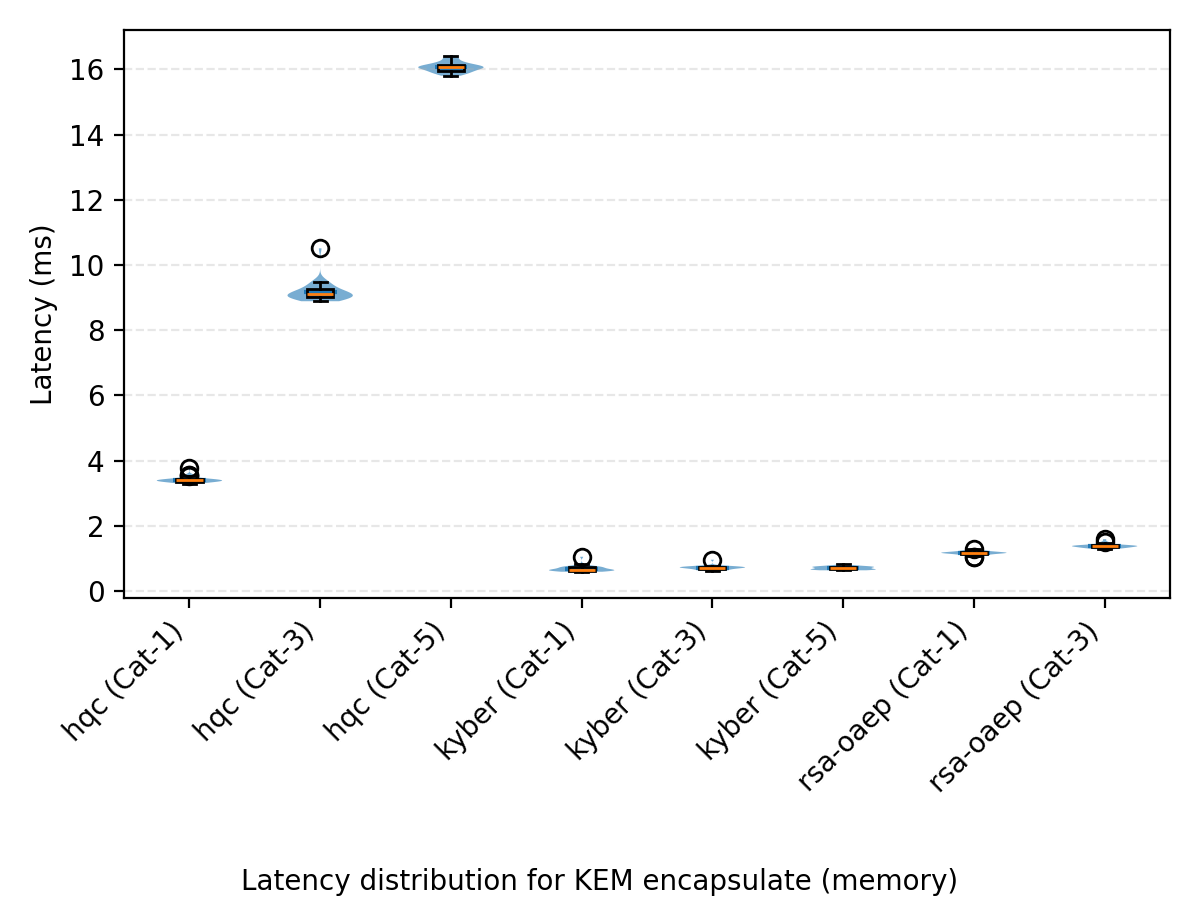 Latency (ms)
16
14
12
10
8
6
4
2
0
hqc (Cat-1)
hqc (Cat-3)
hqc (Cat-5)
kyber (Cat-1)
kyber (Cat-3)
kyber (Cat-5)
rsa-oaep (Cat-1)
rsa-oaep (Cat-3)
Latency distribution for KEM encapsulate (memory)